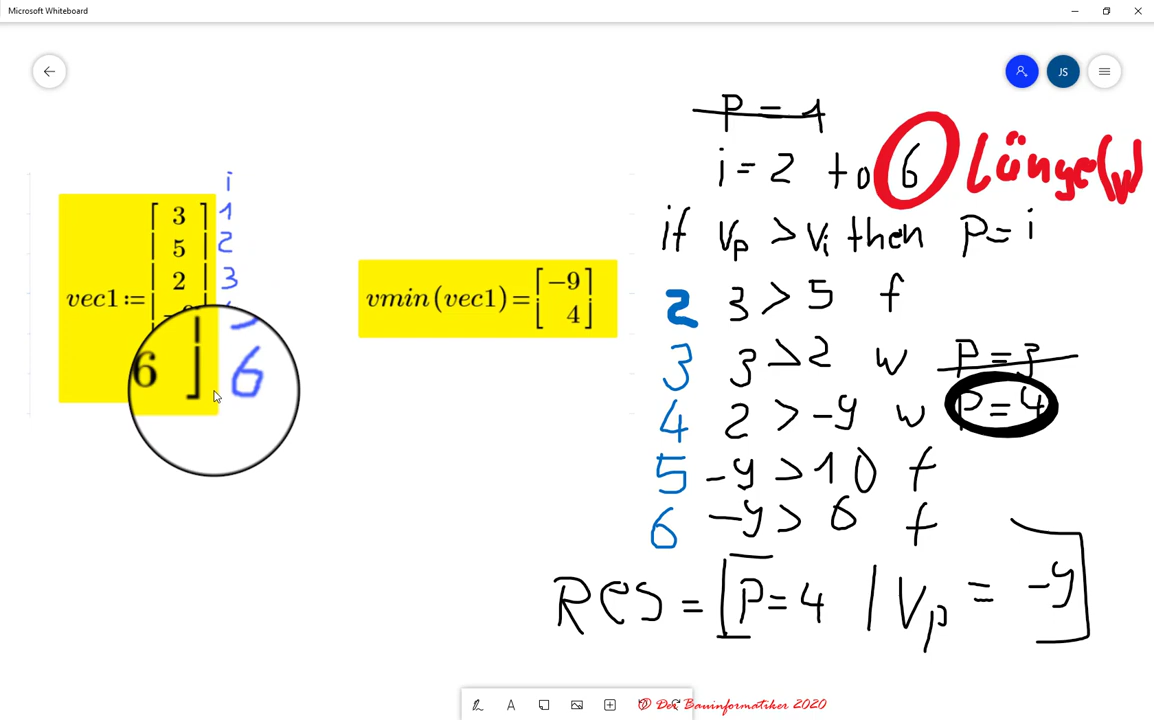 Microsoft Whiteboard
JS
P = 1
i = 2 to 6 Länge(v)
if Vp > Vi then P = i
2 3 > 5 f
3 3 > 2 w P = 3
4 2 > -9 w P = 4
5 -9 > 10 f
6 -9 > 6 f
Res = [P = 4 | Vp = -9]
i
3 1
5 2
2 3
vec1:=
6 6
vmin(vec1)=[-9
4]
© Der Bauinformatiker 2020